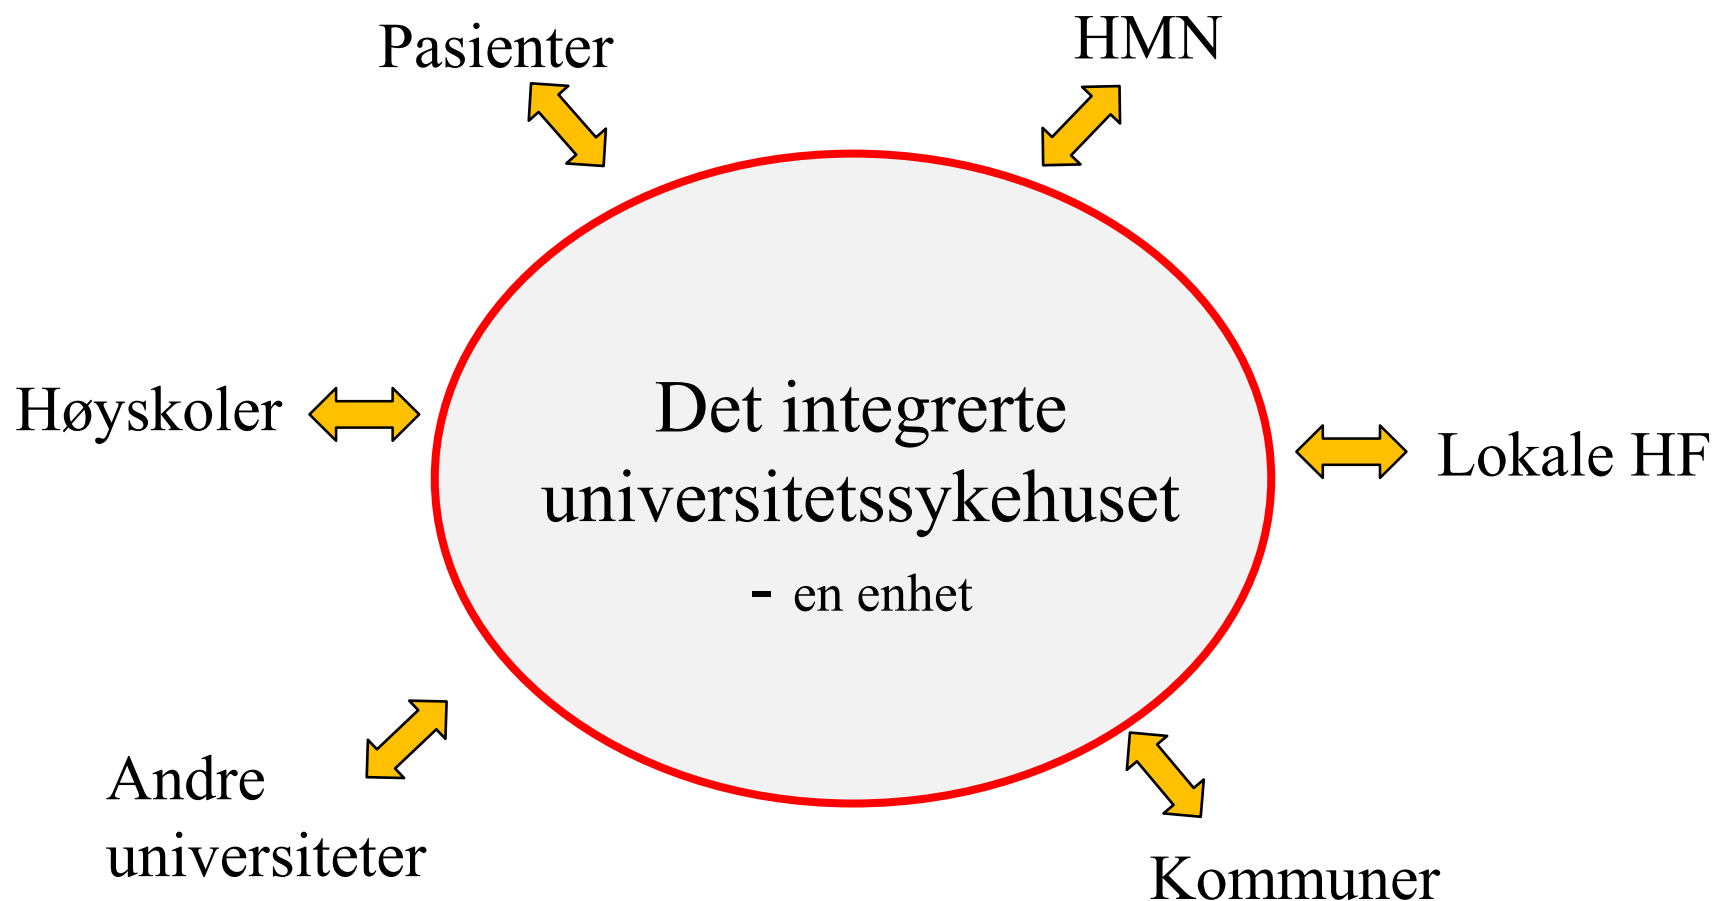 Pasienter
HMN
Høyskoler
Det integrerte
universitetssykehuset
- en enhet
Lokale HF
Andre
universiteter
Kommuner